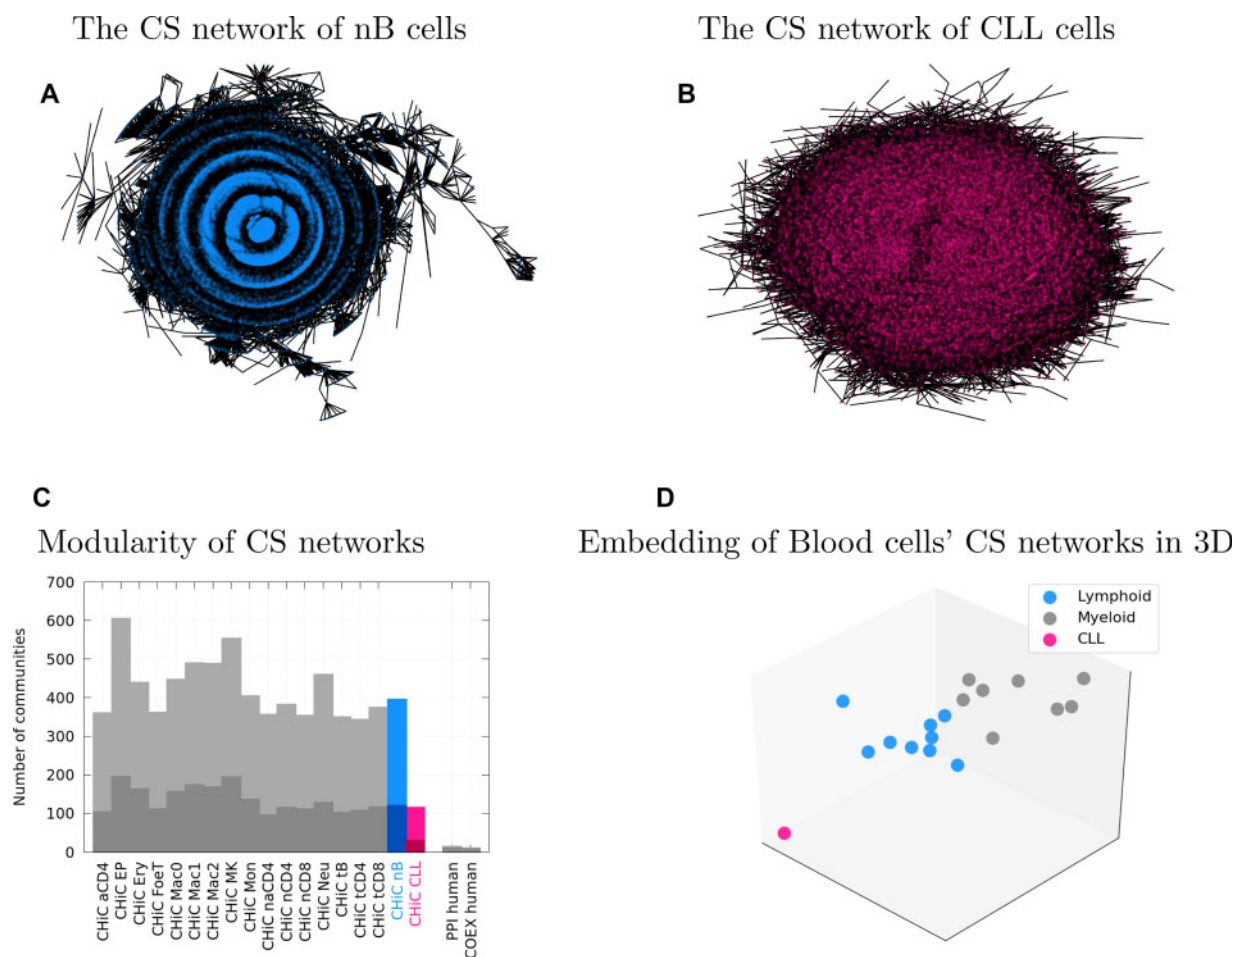 The CS network of nB cells
The CS network of CLL cells
A
B
C
D
Modularity of CS networks
Embedding of Blood cells' CS networks in 3D
Number of communities
700
600
500
400
300
200
100
0
CHiC aCD4
CHiC EP
CHiC Ery
CHiC FoeT
CHiC Mac0
CHiC Mac1
CHiC Mac2
CHiC MK
CHiC Mon
CHiC naCD4
CHiC nCD4
CHiC nCD8
CHiC Neu
CHiC tB
CHiC tCD4
CHiC tCD8
CHiC nB
CHiC CLL
PPI human
COEX human
Lymphoid
Myeloid
CLL